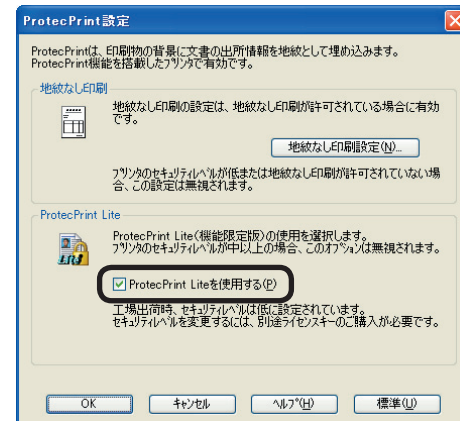 ProtecPrint設定
ProtecPrintは、印刷物の背景に文書の出所情報を地紋として埋め込みます。
ProtecPrint機能を搭載したﾌﾟﾘﾝﾀで有効です。
地紋なし印刷
地紋なし印刷の設定は、地紋なし印刷が許可されている場合に有効
です。
地紋なし印刷設定(N)...
ﾌﾟﾘﾝﾀのｾｷｭﾘﾃｨﾚﾍﾞﾙが低または地紋なし印刷が許可されていない場
合、この設定は無視されます。
ProtecPrint Lite
ProtecPrint Lite(機能限定版)の使用を選択します。
ﾌﾟﾘﾝﾀのｾｷｭﾘﾃｨﾚﾍﾞﾙが中以上の場合、このｵﾌﾟｼｮﾝは無視されます。
ProtecPrint Liteを使用する(P)
工場出荷時、ｾｷｭﾘﾃｨﾚﾍﾞﾙは低に設定されています。
ｾｷｭﾘﾃｨﾚﾍﾞﾙを変更するには、別途ﾗｲｾﾝｽｷｰのご購入が必要です。
OK ｷｬﾝｾﾙ ﾍﾙﾌﾟ(H) 標準(U)